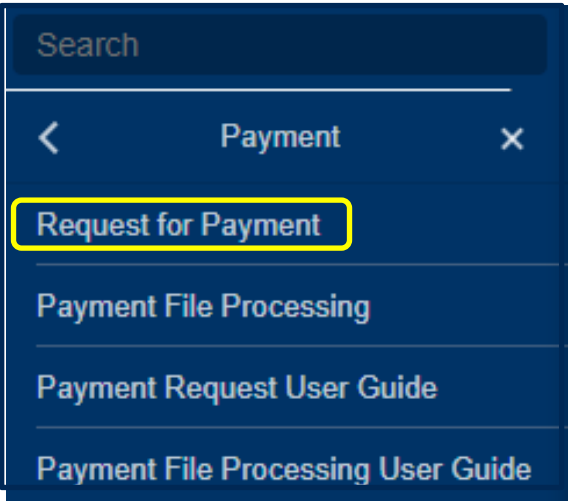 Search
Payment
Request for Payment
Payment File Processing
Payment Request User Guide
Payment File Processing User Guide